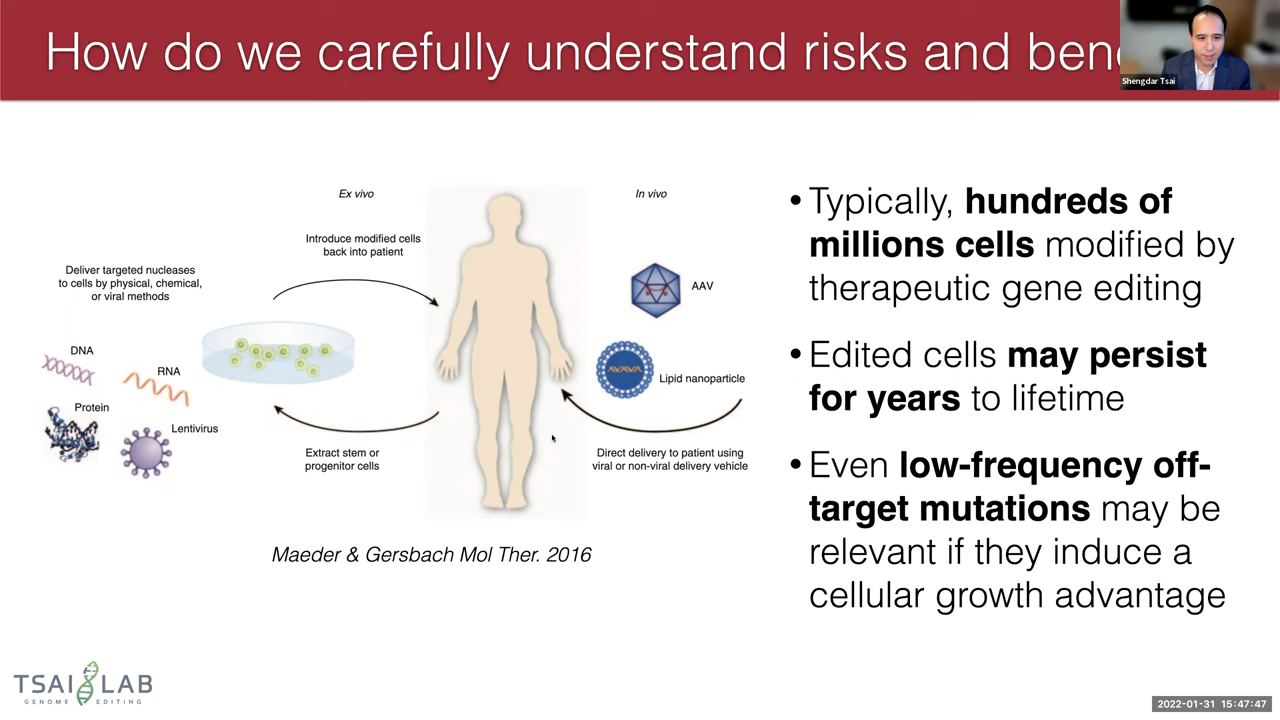 How do we carefully understand risks and ben
Shengdar Tsai
Ex vivo
In vivo
Introduce modified cells
back into patient
Deliver targeted nucleases
to cells by physical, chemical,
or viral methods
AAV
DNA
RNA
Lipid nanoparticle
Protein
Lentivirus
Extract stem or
progenitor cells
Direct delivery to patient using
viral or non-viral delivery vehicle
Maeder & Gersbach Mol Ther. 2016
• Typically, hundreds of
millions cells modified by
therapeutic gene editing
• Edited cells may persist
for years to lifetime
• Even low-frequency off-
target mutations may be
relevant if they induce a
cellular growth advantage
TSAI LAB
GENOME EDITING
2022-01-31 15:47:47